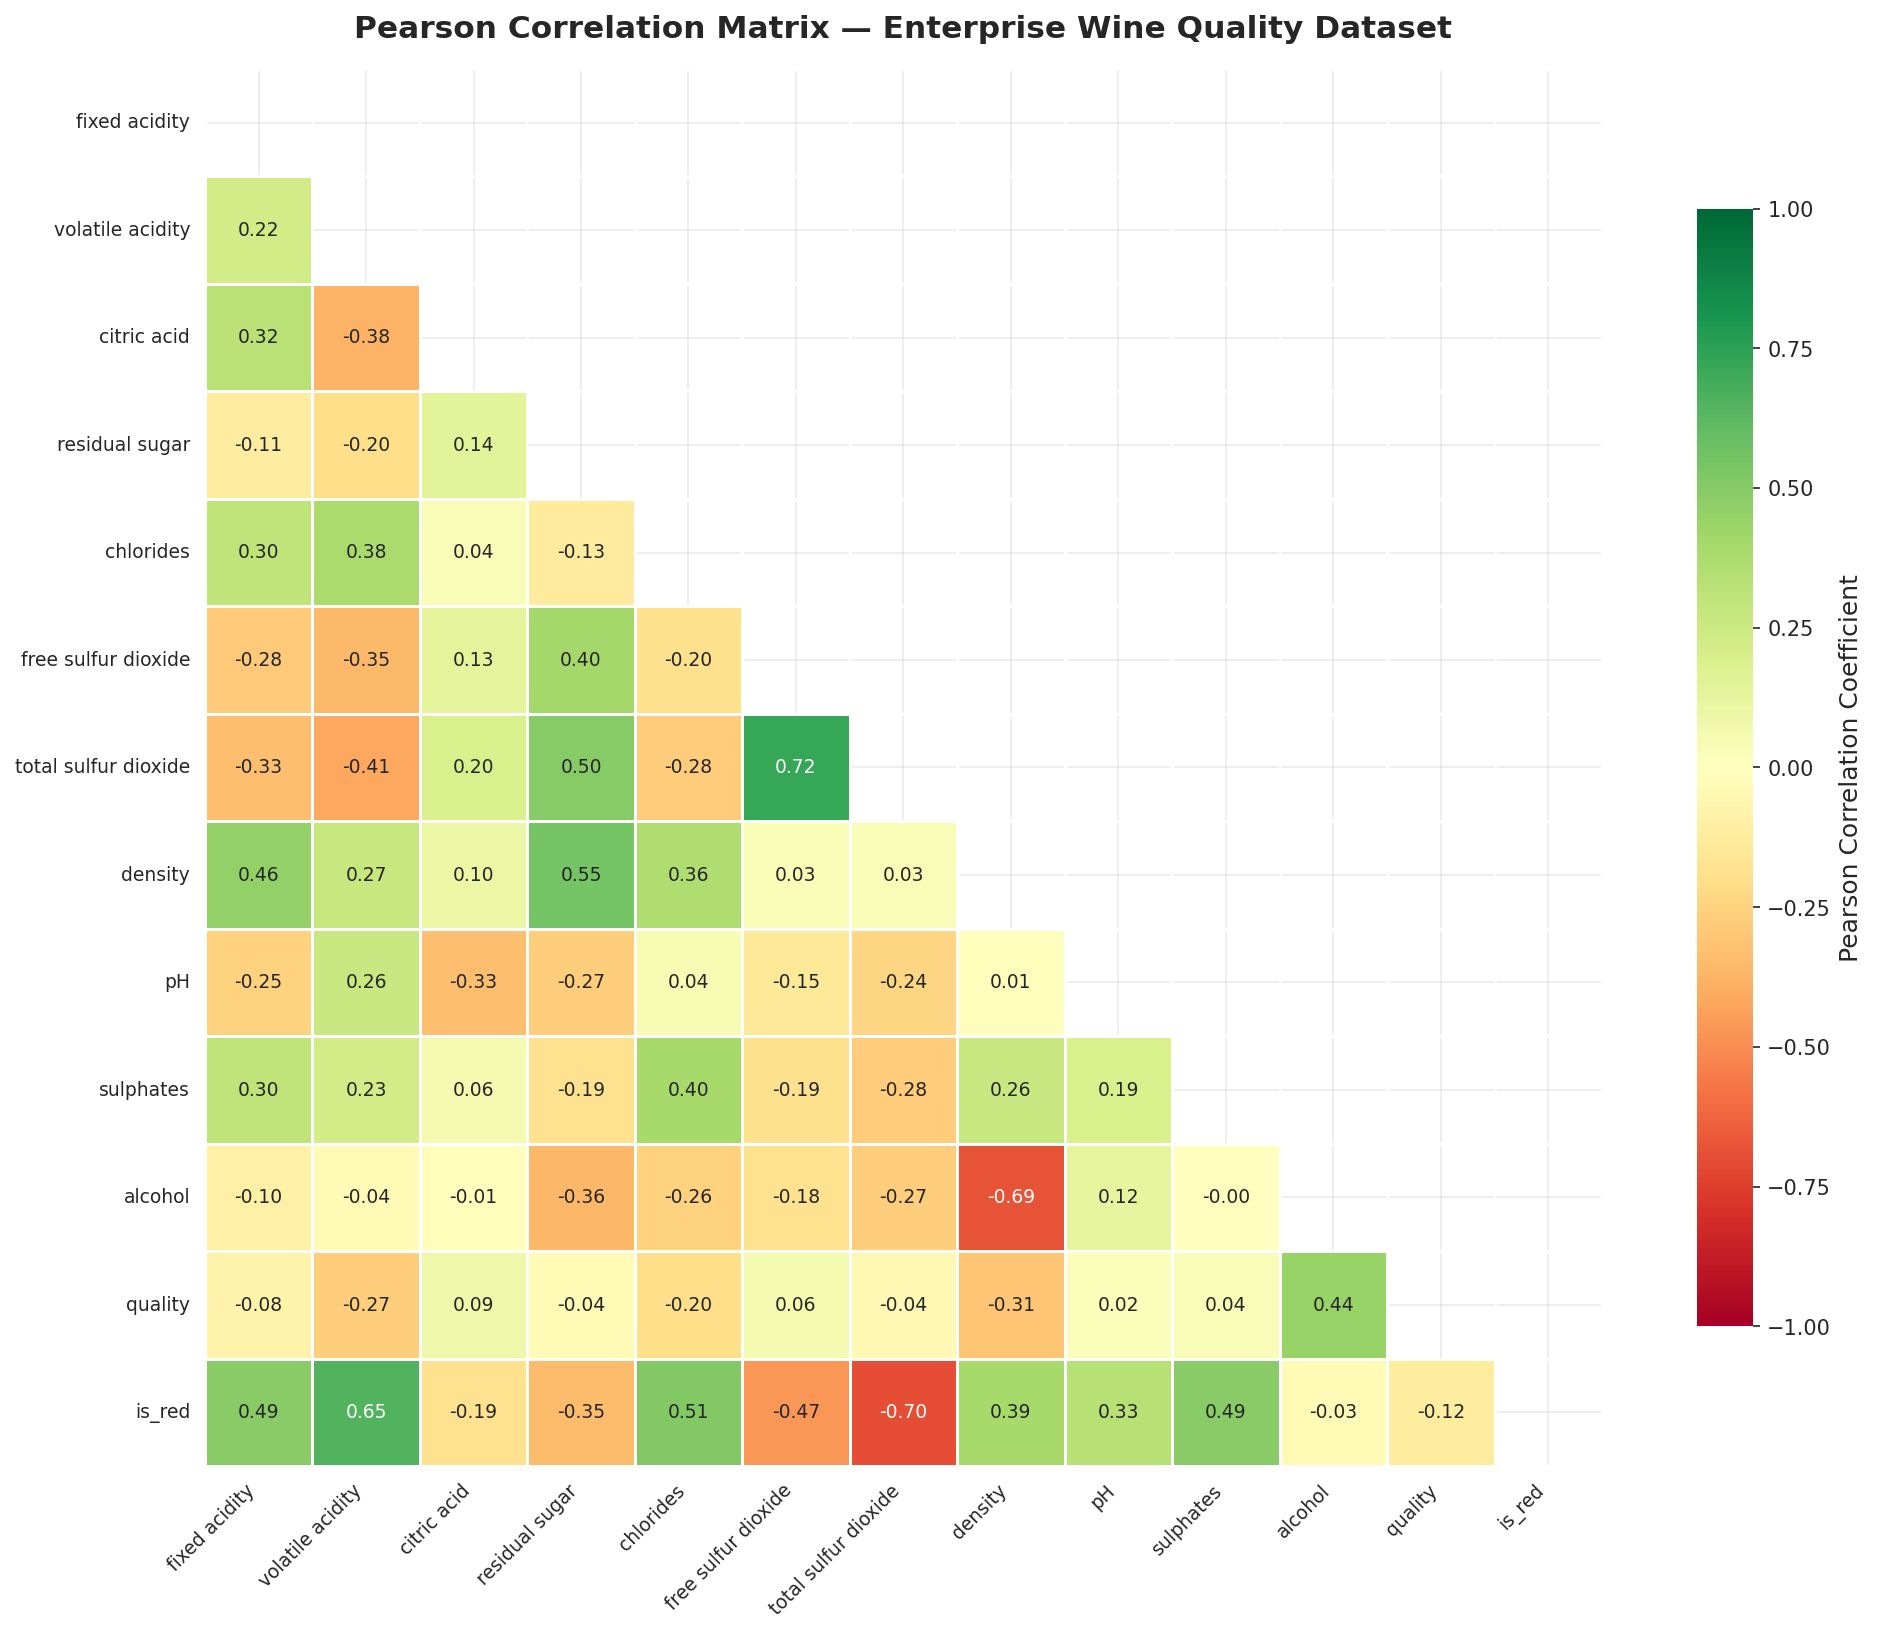 Pearson Correlation Matrix — Enterprise Wine Quality Dataset
fixed acidity
volatile acidity 0.22
citric acid 0.32 -0.38
residual sugar -0.11 -0.20 0.14
chlorides 0.30 0.38 0.04 -0.13
free sulfur dioxide -0.28 -0.35 0.13 0.40 -0.20
total sulfur dioxide -0.33 -0.41 0.20 0.50 -0.28 0.72
density 0.46 0.27 0.10 0.55 0.36 0.03 0.03
pH -0.25 0.26 -0.33 -0.27 0.04 -0.15 -0.24 0.01
sulphates 0.30 0.23 0.06 -0.19 0.40 -0.19 -0.28 0.26 0.19
alcohol -0.10 -0.04 -0.01 -0.36 -0.26 -0.18 -0.27 -0.69 0.12 -0.00
quality -0.08 -0.27 0.09 -0.04 -0.20 0.06 -0.04 -0.31 0.02 0.04 0.44
is_red 0.49 0.65 -0.19 -0.35 0.51 -0.47 -0.70 0.39 0.33 0.49 -0.03 -0.12
fixed acidity
volatile acidity
citric acid
residual sugar
chlorides
free sulfur dioxide
total sulfur dioxide
density
pH
sulphates
alcohol
quality
is_red
1.00
0.75
0.50
0.25
0.00
−0.25
−0.50
−0.75
−1.00
Pearson Correlation Coefficient